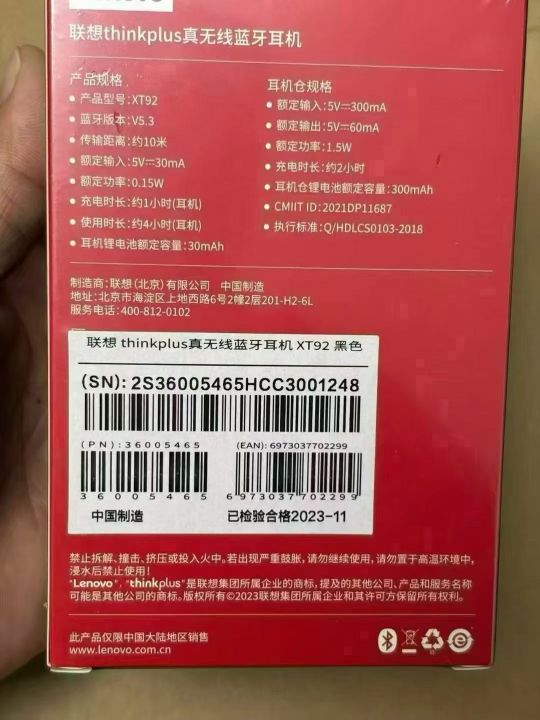 联想thinkplus真无线蓝牙耳机
产品规格
• 产品型号:XT92
• 蓝牙版本:V5.3
• 传输距离:约10米
• 额定输入:5V⎓30mA
• 额定功率:0.15W
• 充电时长:约1小时(耳机)
• 使用时长:约4小时(耳机)
• 耳机锂电池额定容量:30mAh
耳机仓规格
• 额定输入:5V⎓300mA
• 额定输出:5V⎓60mA
• 额定功率:1.5W
• 充电时长:约2小时
• 耳机仓锂电池额定容量:300mAh
• CMIIT ID:2021DP11687
• 执行标准:Q/HDLCS0103-2018
制造商:联想(北京)有限公司 中国制造
地址:北京市海淀区上地西路6号2幢2层201-H2-6L
服务电话:400-812-0102
联想 thinkplus真无线蓝牙耳机 XT92 黑色
(SN): 2S36005465HCC3001248
(PN):36005465
(EAN): 6973037702299
36005465
6973037702299
中国制造
已检验合格2023-11
禁止拆解、撞击、挤压或投入火中。若出现严重鼓胀,请勿继续使用,请勿置于高温环境中,
浸水后禁止使用!
"Lenovo", "thinkplus"是联想集团所属企业的商标,提及的其他公司、产品和服务名称
可能是其他公司的商标。版权所有©2023联想集团所属企业和其许可方保留所有权利。
此产品仅限中国大陆地区销售
www.lenovo.com.cn